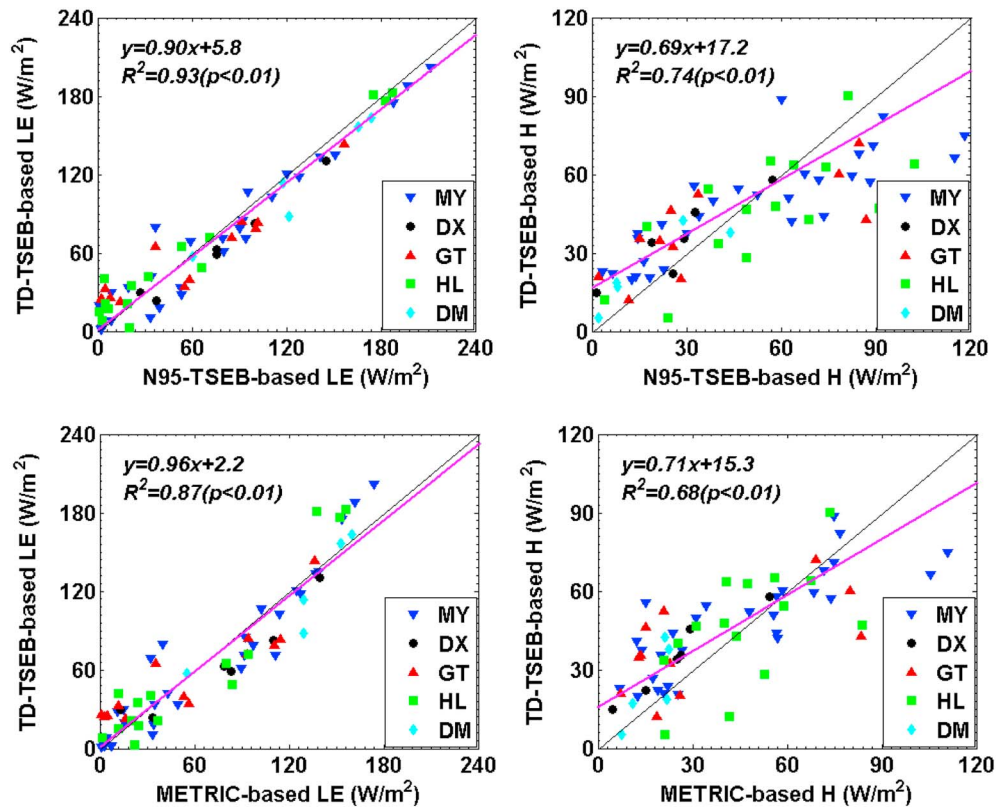 y=0.90x+5.8
R²=0.93(p<0.01)
TD-TSEB-based LE (W/m²)
240
180
120
60
0
MY
DX
GT
HL
DM
0 60 120 180 240
N95-TSEB-based LE (W/m²)
y=0.69x+17.2
R²=0.74(p<0.01)
TD-TSEB-based H (W/m²)
120
90
60
30
0
MY
DX
GT
HL
DM
0 30 60 90 120
N95-TSEB-based H (W/m²)
y=0.96x+2.2
R²=0.87(p<0.01)
TD-TSEB-based LE (W/m²)
240
180
120
60
0
MY
DX
GT
HL
DM
0 60 120 180 240
METRIC-based LE (W/m²)
y=0.71x+15.3
R²=0.68(p<0.01)
TD-TSEB-based H (W/m²)
120
90
60
30
0
MY
DX
GT
HL
DM
0 30 60 90 120
METRIC-based H (W/m²)